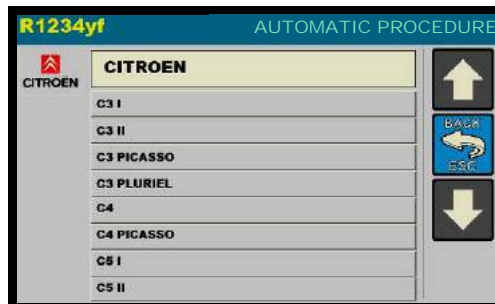 R1234yf AUTOMATIC PROCEDURE
CITROËN
CITROEN
C3 I
C3 II
C3 PICASSO
C3 PLURIEL
C4
C4 PICASSO
C5 I
C5 II
BACK
ESC